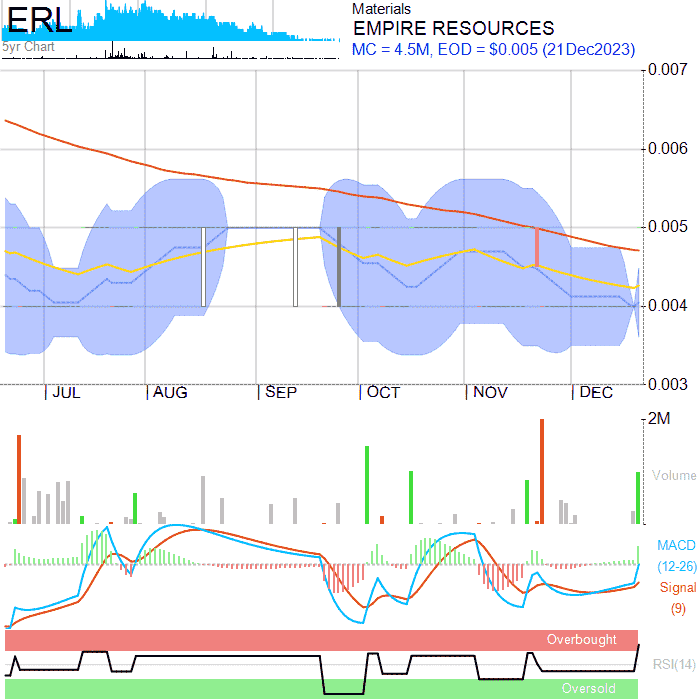 ERL
5yr Chart
Materials
EMPIRE RESOURCES
MC = 4.5M, EOD = $0.005 (21Dec2023)
0.007
0.006
0.005
0.004
0.003
JUL AUG SEP OCT NOV DEC
2M
Volume
MACD
(12-26)
Signal
(9)
Overbought
RSI(14)
Oversold